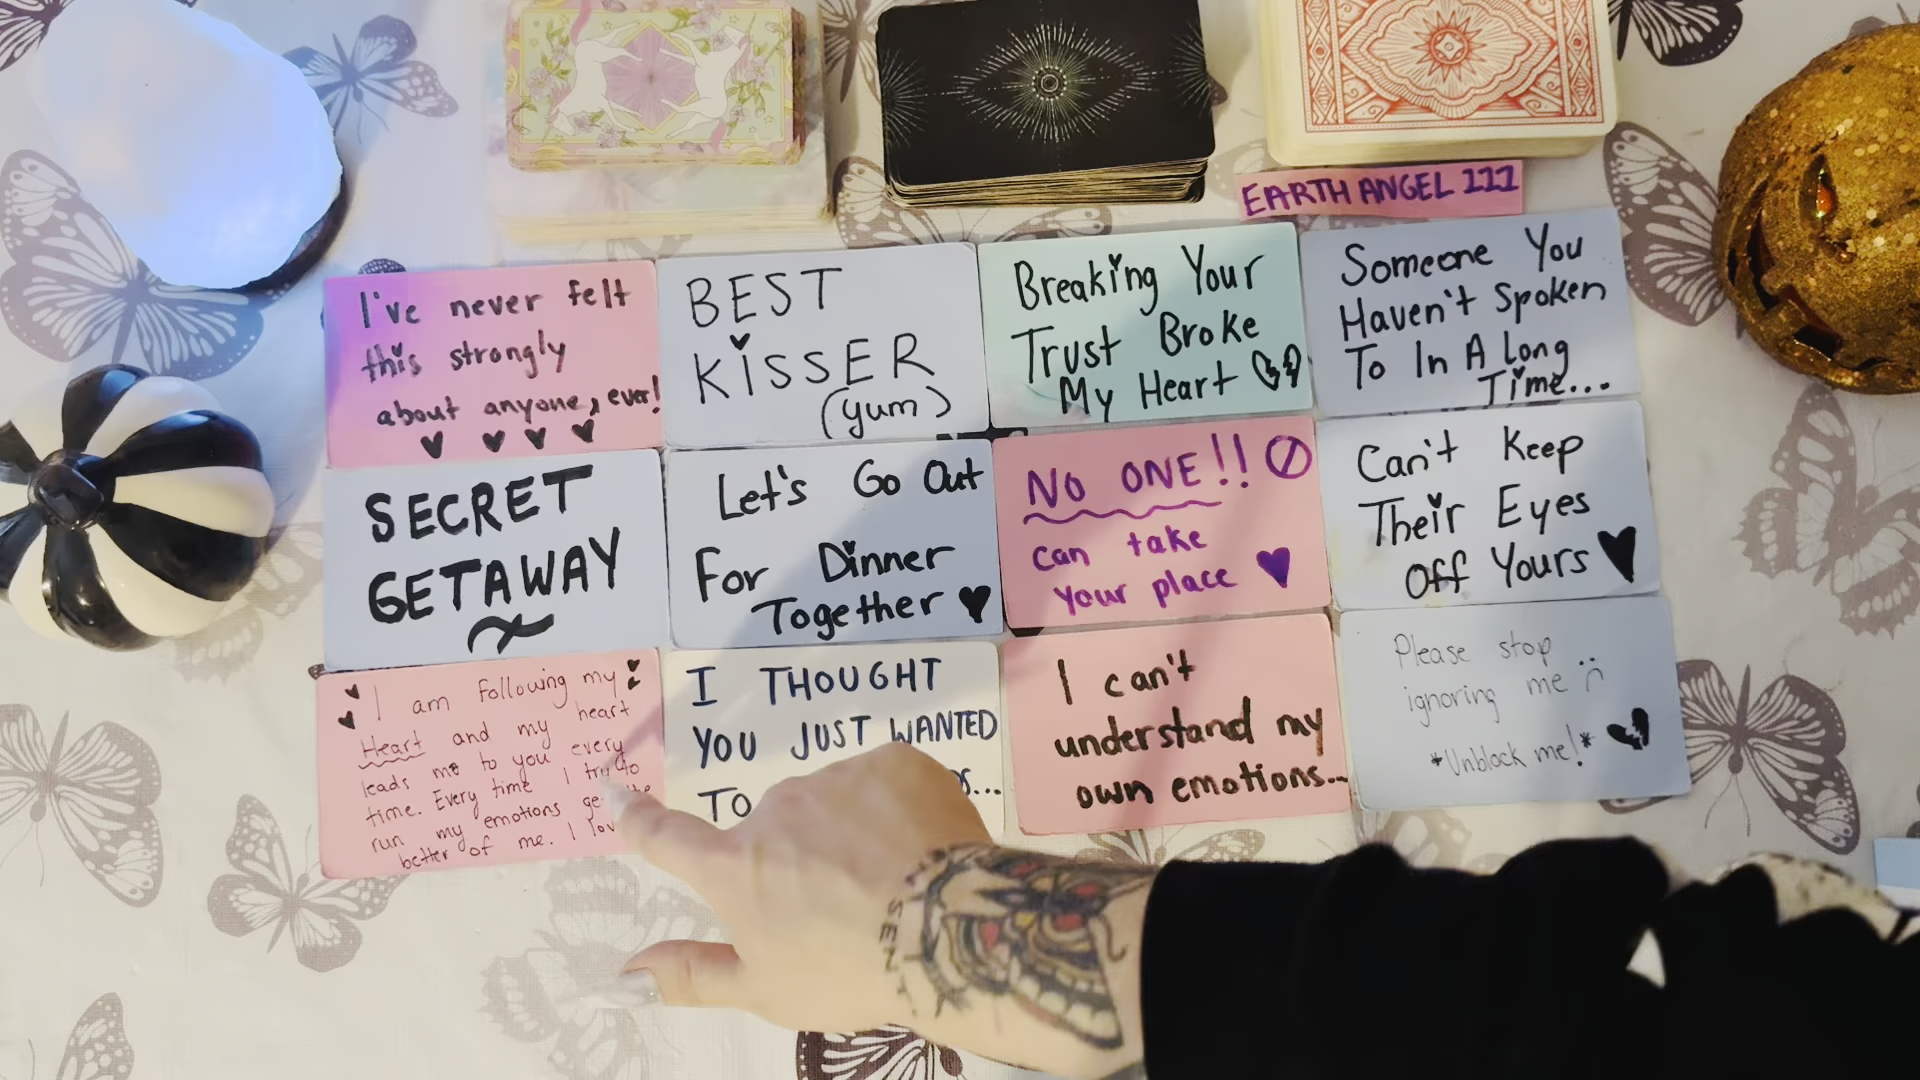 EARTH ANGEL 111
I've never felt
this strongly
about anyone, ever!
BEST
KISSER
(yum)
Breaking Your
Trust Broke
My Heart
Someone You
Haven't Spoken
To In A Long
Time...
SECRET
GETAWAY
Let's Go Out
For Dinner
Together
NO ONE!!
can take
your place
Can't Keep
Their Eyes
Off Yours
I am following my
Heart and my heart
leads me to you every
time. Every time I try to
run my emotions
better of me. I
I THOUGHT
YOU JUST WANTED
TO
I can't
understand my
own emotions...
Please stop
ignoring me :(
*Unblock me!*
SENT